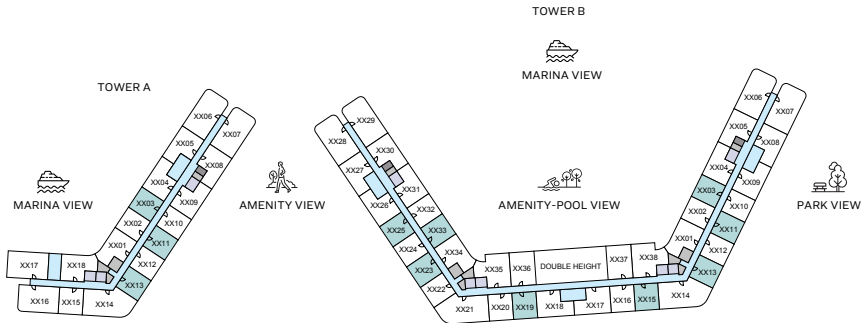 TOWER B
MARINA VIEW
TOWER A
XX06
XX07
XX05
XX08
XX04
XX09
XX03
XX10
XX02
XX11
XX01
XX12
XX17
XX18
XX13
XX16
XX15
XX14
MARINA VIEW
AMENITY VIEW
XX29
XX28
XX30
XX27
XX31
XX26
XX32
XX25
XX33
XX24
XX34
XX23
XX22
XX21
XX35
XX36
DOUBLE HEIGHT
XX37
XX38
XX20
XX19
XX18
XX17
XX16
XX15
XX14
AMENITY-POOL VIEW
XX06
XX07
XX05
XX08
XX04
XX09
XX03
XX10
XX02
XX11
XX01
XX12
XX13
PARK VIEW